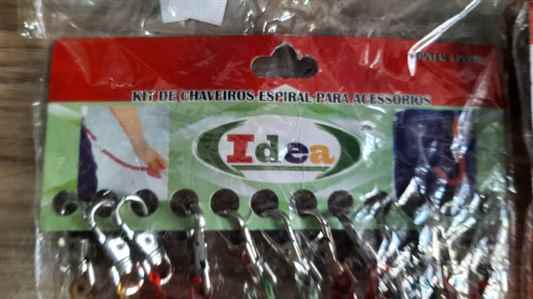 KIT DE CHAVEIROS ESPIRAL PARA ACESSÓRIOS
Idea